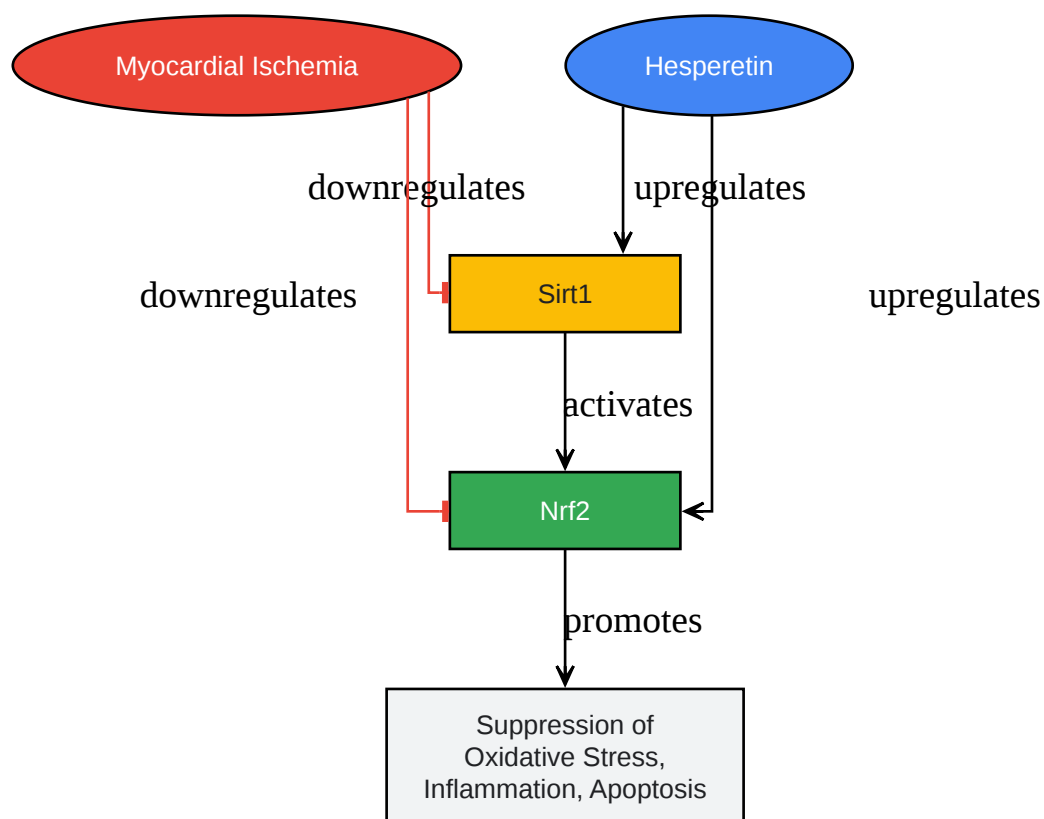 Myocardial Ischemia
Hesperetin
downregulates
upregulates
Sirt1
downregulates
upregulates
activates
Nrf2
promotes
Suppression of
Oxidative Stress,
Inflammation, Apoptosis